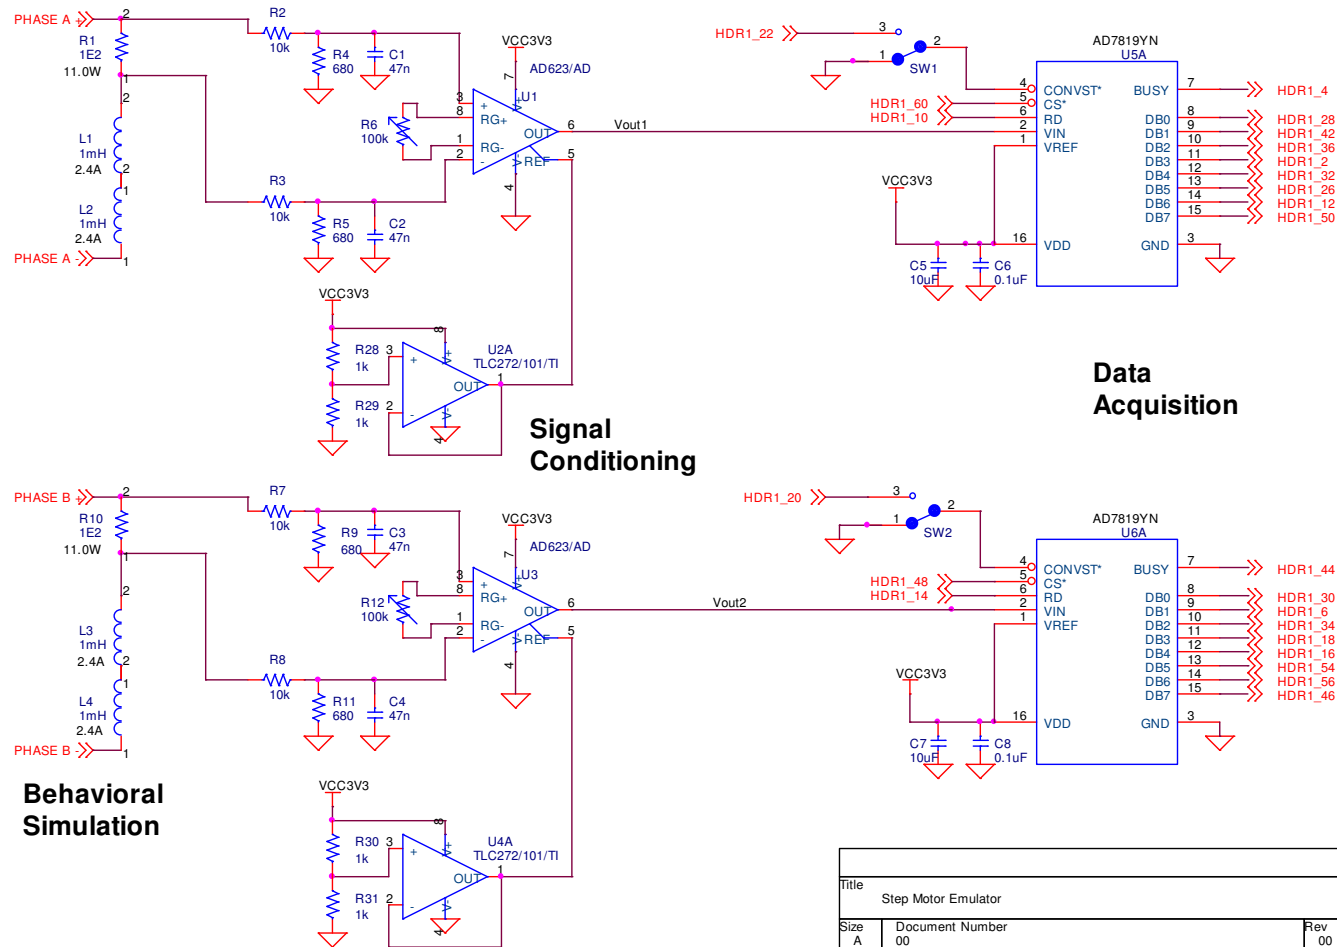 PHASE A +
2
R1
1E2
11.0W
1
2
L1
1mH
2.4A
2
1
L2
1mH
2.4A
PHASE A -
1
R2
10k
R4
680
C1
47n
R3
10k
R5
680
C2
47n
R6
100k
VCC3V3
AD623/AD
7
U1
3
+
8
RG+
1
RG-
2
-
V+
V-
OUT
6
REF
5
4
Vout1
VCC3V3
R28
1k
R29
1k
3
+
2
-
8
V+
V-
4
U2A
TLC272/101/TI
OUT
1
Signal
Conditioning
HDR1_22
3
2
1
SW1
HDR1_60
HDR1_10
AD7819YN
U5A
4
CONVST*
5
CS*
6
RD
2
VIN
1
VREF
16
VDD
BUSY
7
HDR1_4
DB0
8
HDR1_28
DB1
9
HDR1_42
DB2
10
HDR1_36
DB3
11
HDR1_2
DB4
12
HDR1_32
DB5
13
HDR1_26
DB6
14
HDR1_12
DB7
15
HDR1_50
GND
3
VCC3V3
C5
10uF
C6
0.1uF
Data
Acquisition
PHASE B +
2
R10
1E2
11.0W
1
2
L3
1mH
2.4A
2
1
L4
1mH
2.4A
PHASE B -
1
R7
10k
R9
680
C3
47n
R8
10k
R11
680
C4
47n
R12
100k
VCC3V3
AD623/AD
7
U3
3
+
8
RG+
1
RG-
2
-
V+
V-
OUT
6
REF
5
4
Vout2
Behavioral
Simulation
VCC3V3
R30
1k
R31
1k
3
+
2
-
8
V+
V-
4
U4A
TLC272/101/TI
OUT
1
HDR1_20
3
2
1
SW2
HDR1_48
HDR1_14
AD7819YN
U6A
4
CONVST*
5
CS*
6
RD
2
VIN
1
VREF
16
VDD
BUSY
7
HDR1_44
DB0
8
HDR1_30
DB1
9
HDR1_6
DB2
10
HDR1_34
DB3
11
HDR1_18
DB4
12
HDR1_16
DB5
13
HDR1_54
DB6
14
HDR1_56
DB7
15
HDR1_46
GND
3
VCC3V3
C7
10uF
C8
0.1uF
Title
Step Motor Emulator
Size
A
Document Number
00
Rev
00